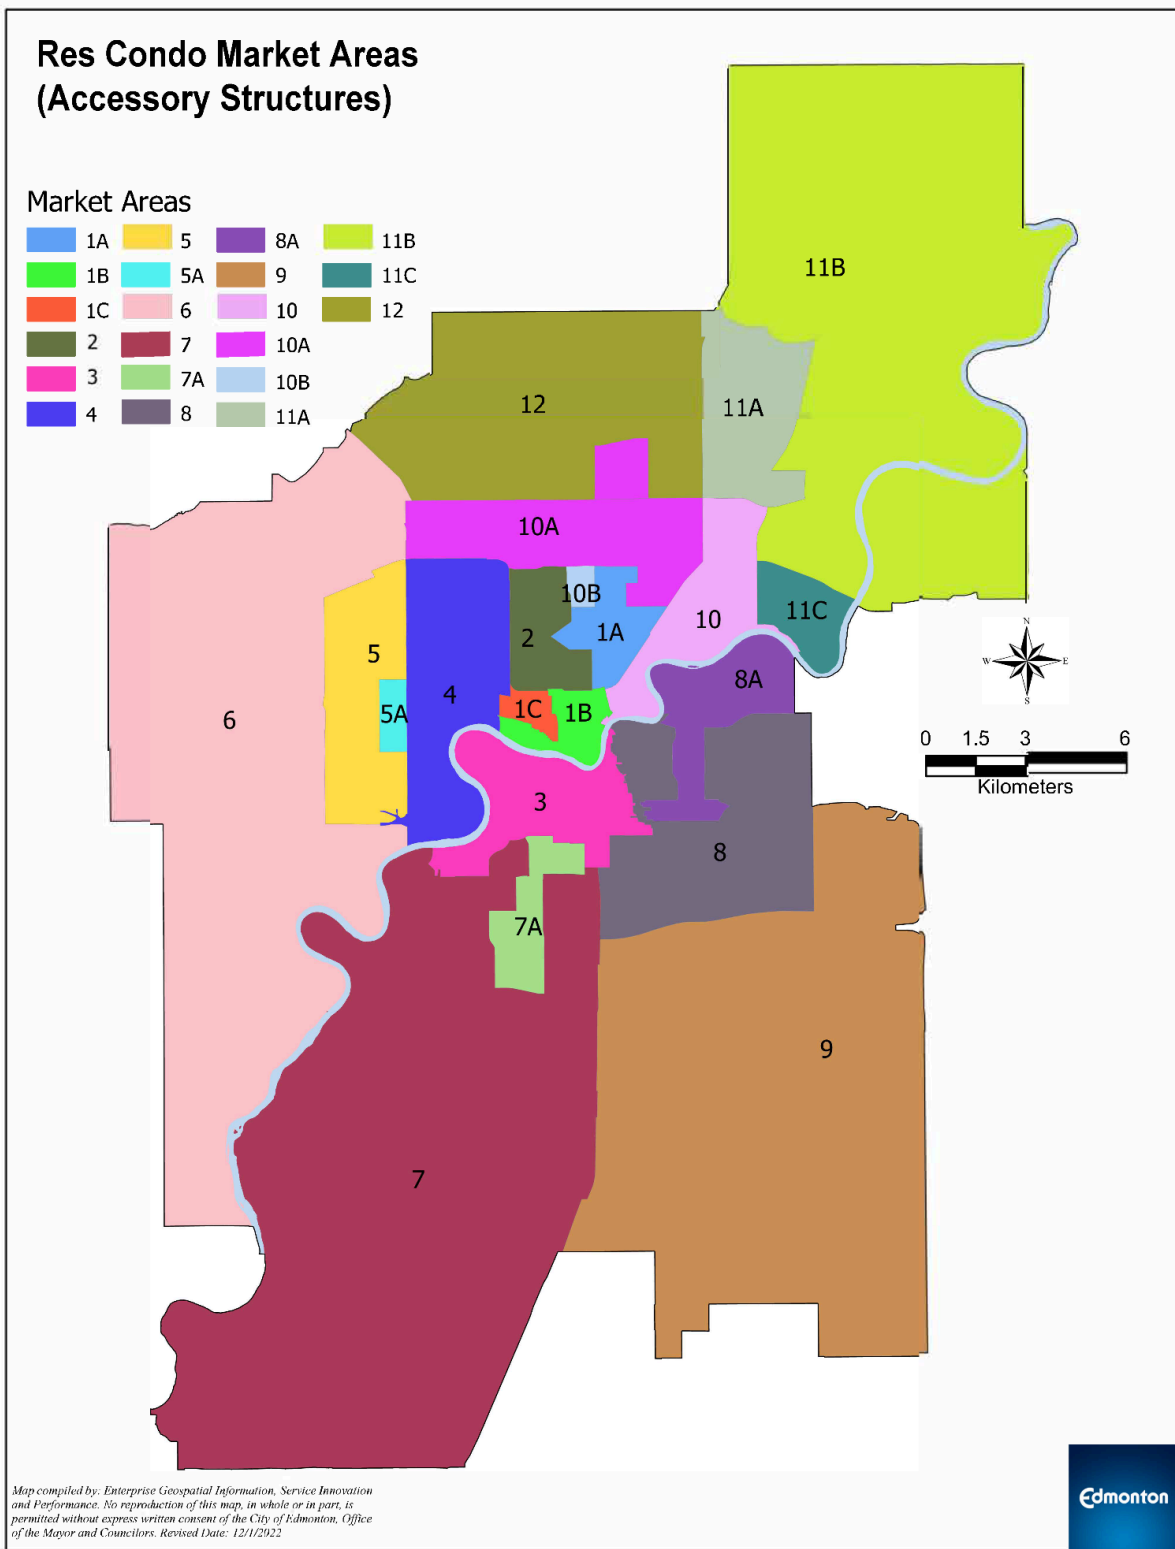 Res Condo Market Areas
(Accessory Structures)
Market Areas
1A
5
8A
11B
1B
5A
9
11C
1C
6
10
12
2
7
10A
3
7A
10B
4
8
11A
11B
12
11A
10A
10B
11C
1A
10
2
5
8A
4
6
5A
1C
1B
3
8
7A
9
7
N
W
E
S
0 1.5 3 6
Kilometers
Map compiled by: Enterprise Geospatial Information, Service Innovation
and Performance. No reproduction of this map, in whole or in part, is
permitted without express written consent of the City of Edmonton, Office
of the Mayor and Councilors. Revised Date: 12/1/2022
Edmonton